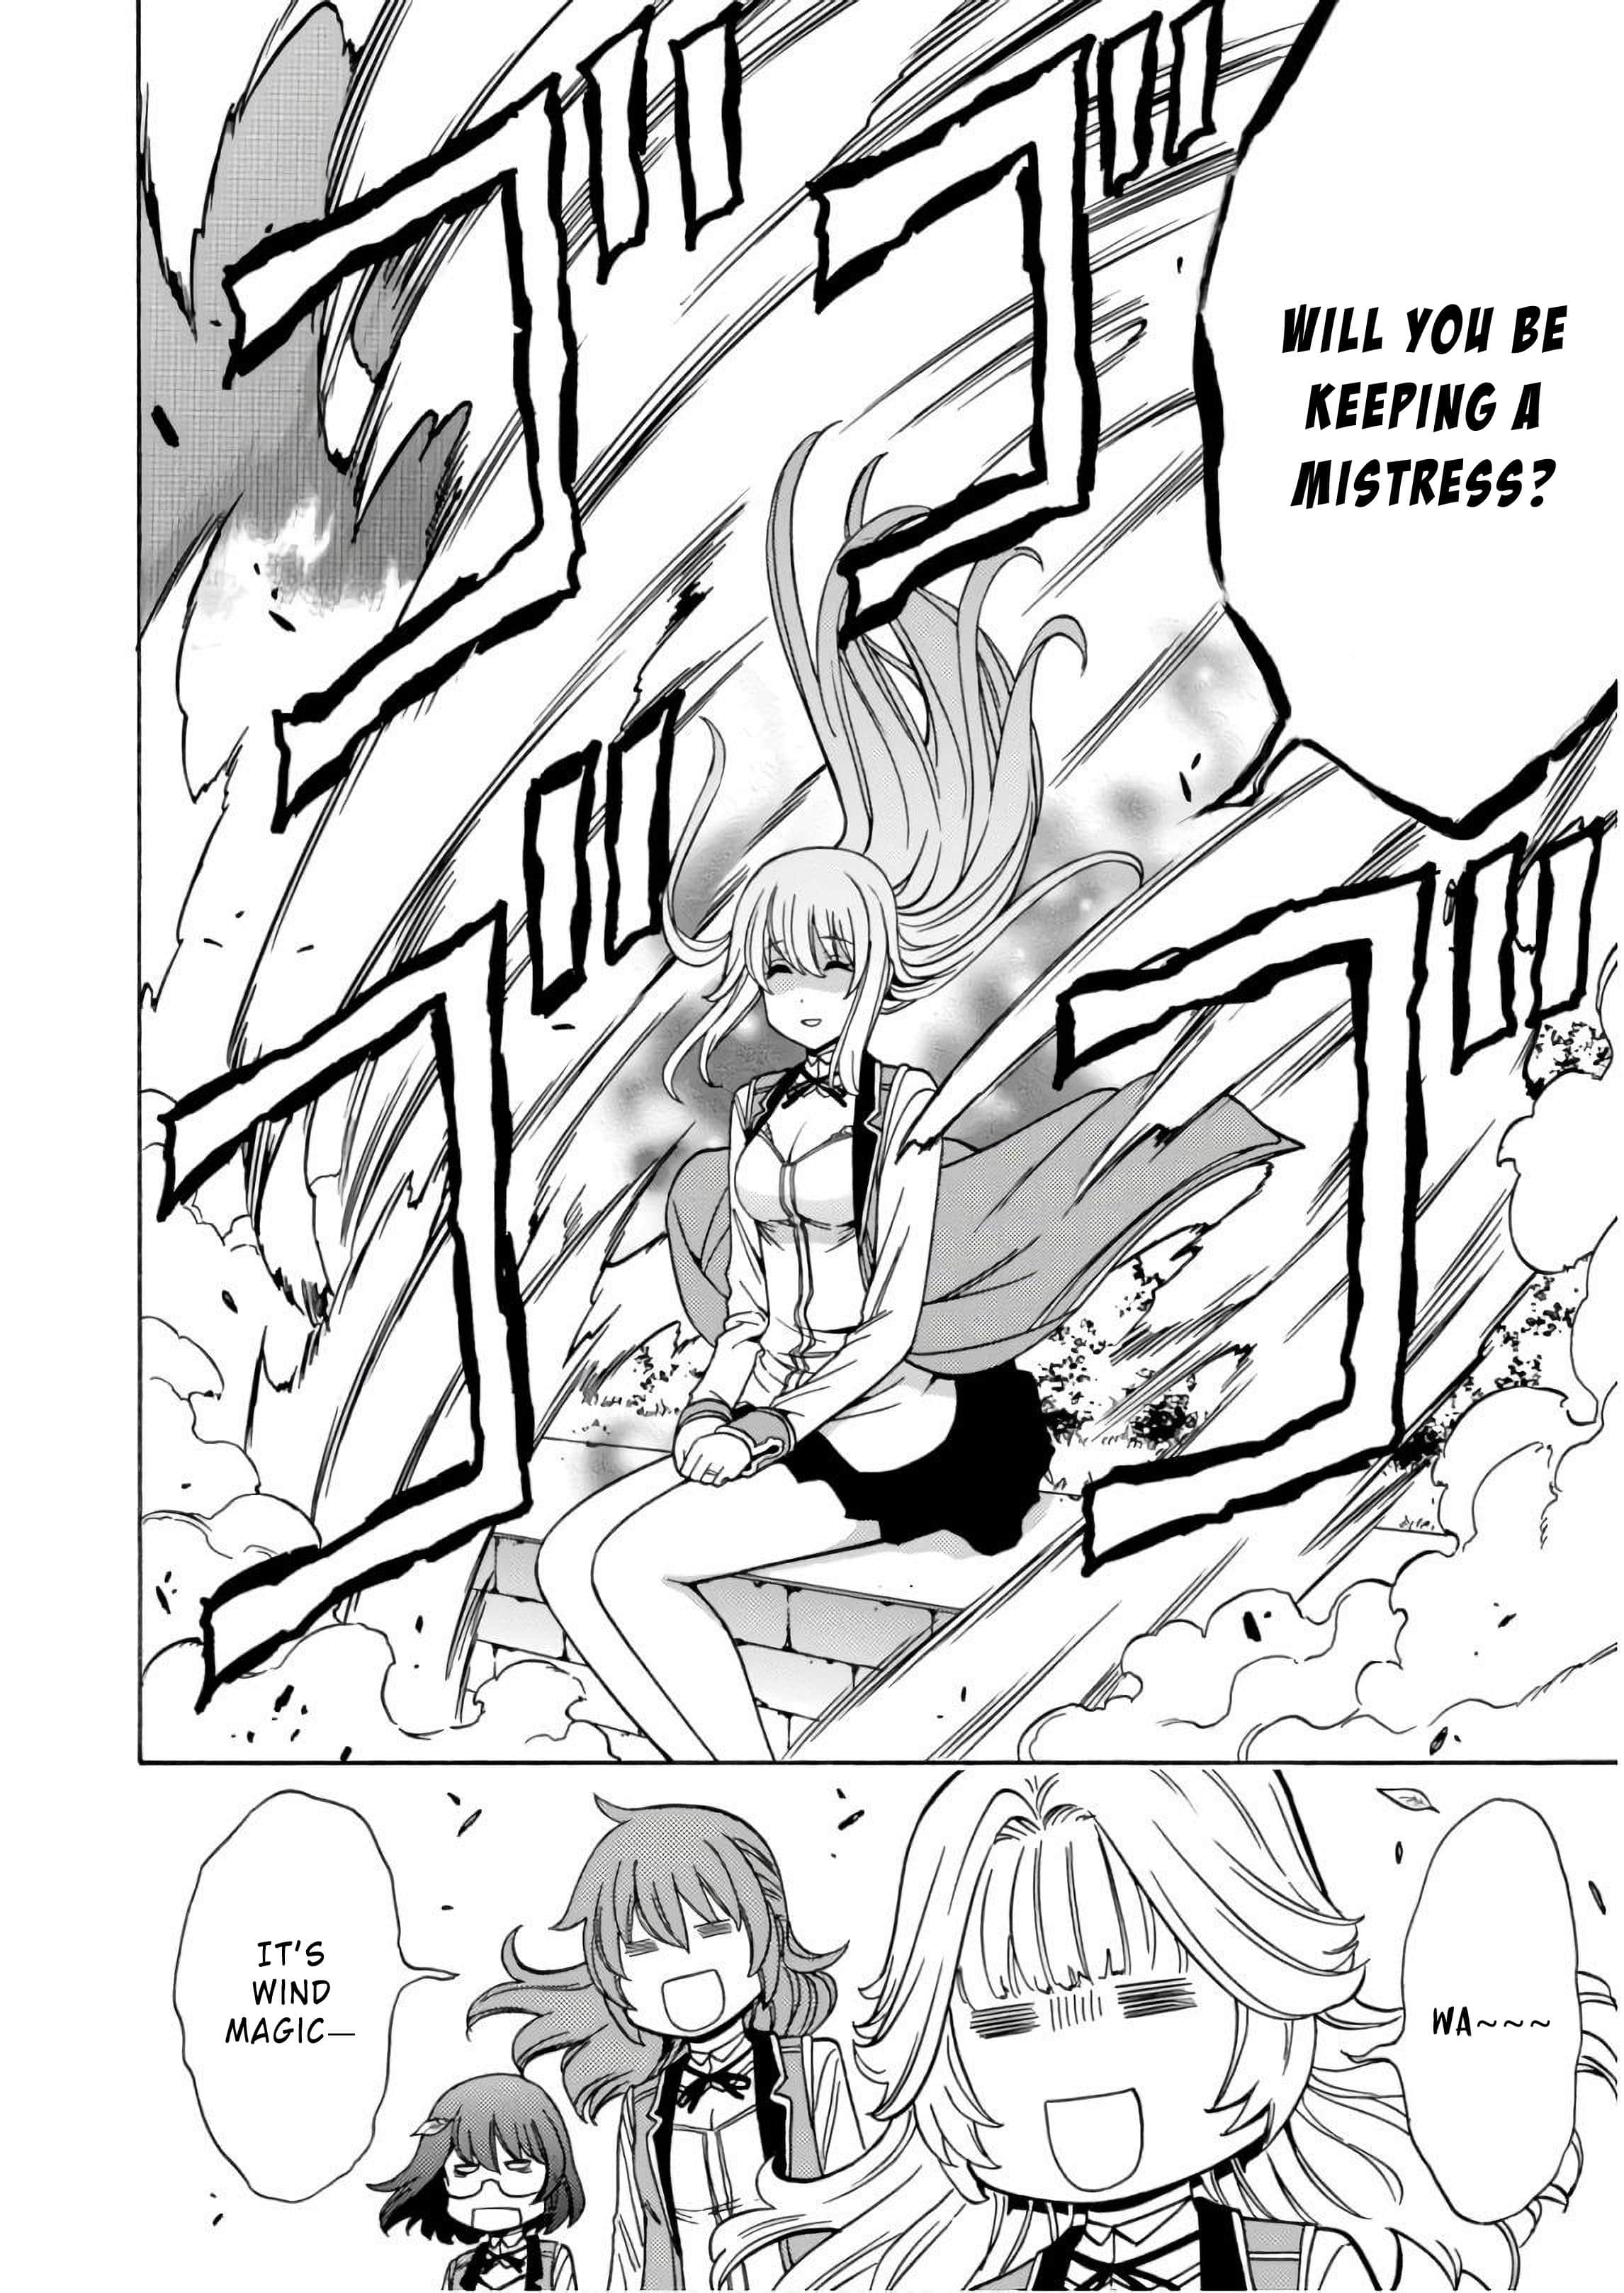 WILL YOU BE
KEEPING A
MISTRESS?
ゴゴゴゴ
WA~~~
IT'S
WIND
MAGIC—